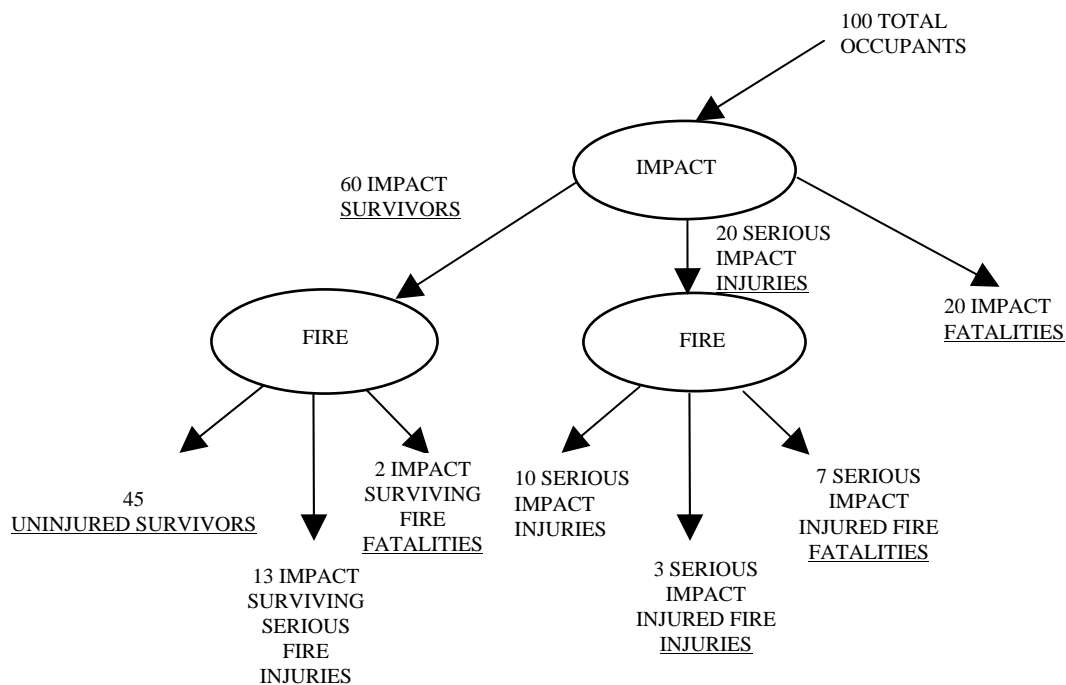 100 TOTAL
OCCUPANTS
IMPACT
60 IMPACT
SURVIVORS
20 SERIOUS
IMPACT
INJURIES
20 IMPACT
FATALITIES
FIRE
FIRE
45
UNINJURED SURVIVORS
13 IMPACT
SURVIVING
SERIOUS
FIRE
INJURIES
2 IMPACT
SURVIVING
FIRE
FATALITIES
10 SERIOUS
IMPACT
INJURIES
3 SERIOUS
IMPACT
INJURED FIRE
INJURIES
7 SERIOUS
IMPACT
INJURED FIRE
FATALITIES